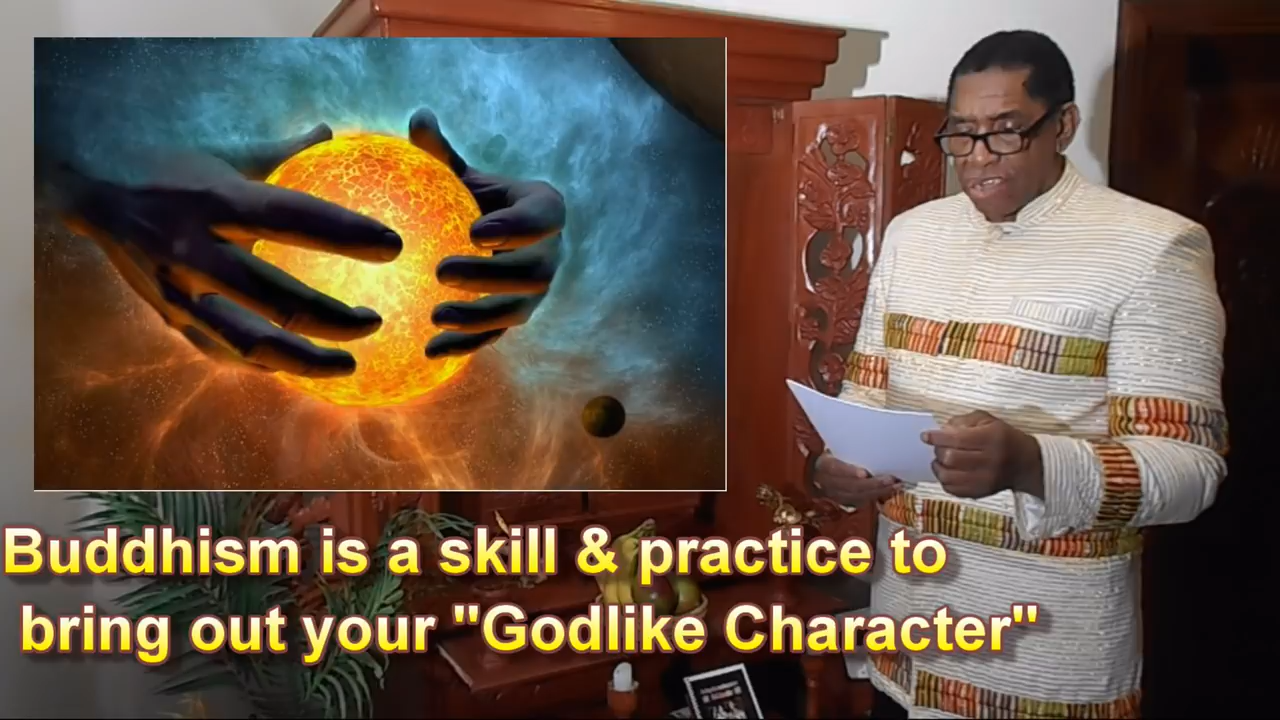 Buddhism is a skill & practice to
bring out your "Godlike Character"